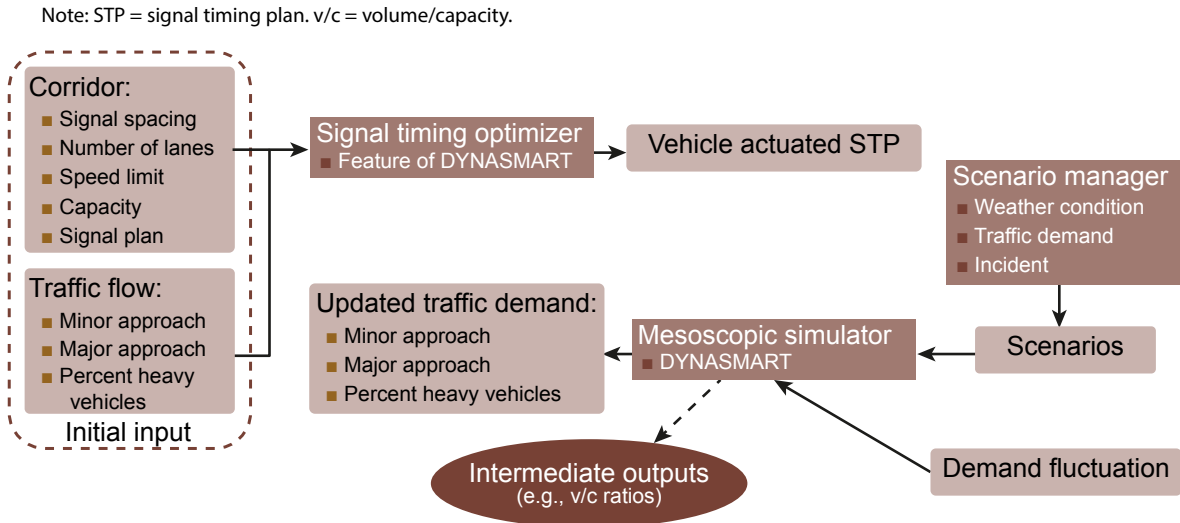 Note: STP = signal timing plan. v/c = volume/capacity.
Corridor:
Signal spacing
Number of lanes
Speed limit
Capacity
Signal plan
Traffic flow:
Minor approach
Major approach
Percent heavy
vehicles
Initial input
Signal timing optimizer
Feature of DYNASMART
Vehicle actuated STP
Scenario manager
Weather condition
Traffic demand
Incident
Updated traffic demand:
Minor approach
Major approach
Percent heavy vehicles
Mesoscopic simulator
DYNASMART
Scenarios
Intermediate outputs
(e.g., v/c ratios)
Demand fluctuation